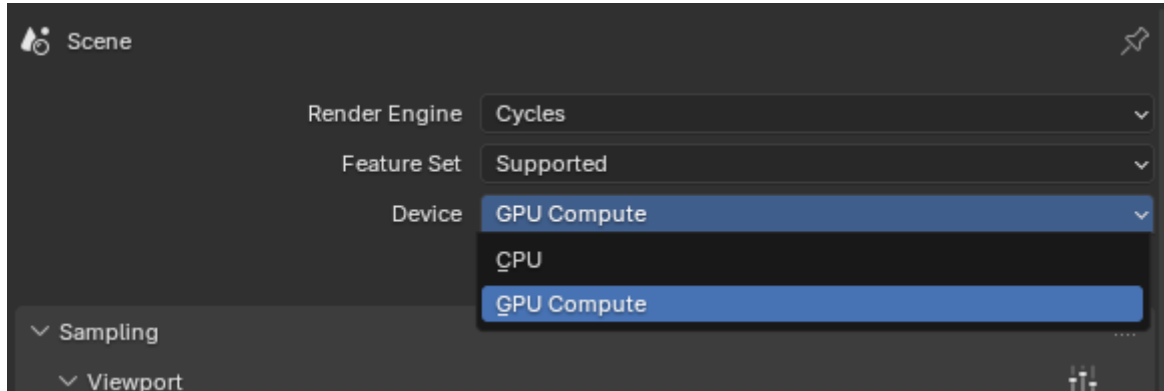 Scene
Render Engine Cycles
Feature Set Supported
Device GPU Compute
CPU
GPU Compute
Sampling
Viewport